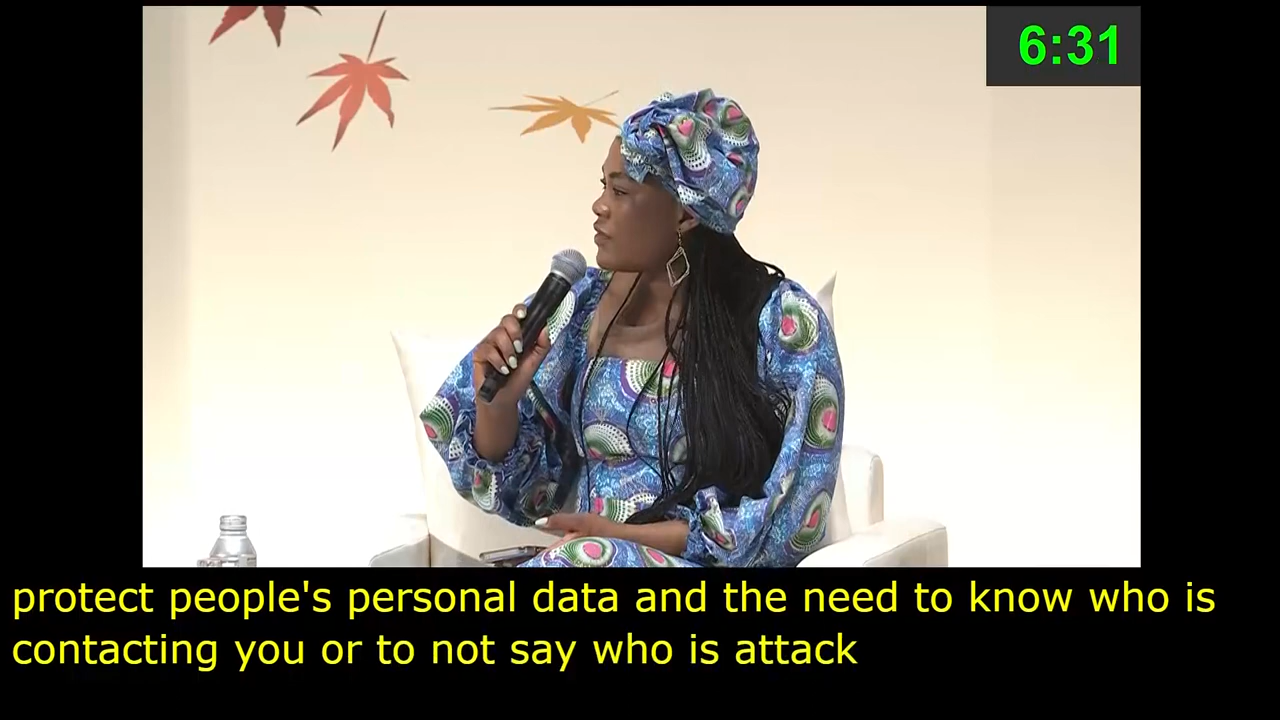 6:31
protect people's personal data and the need to know who is
contacting you or to not say who is attack